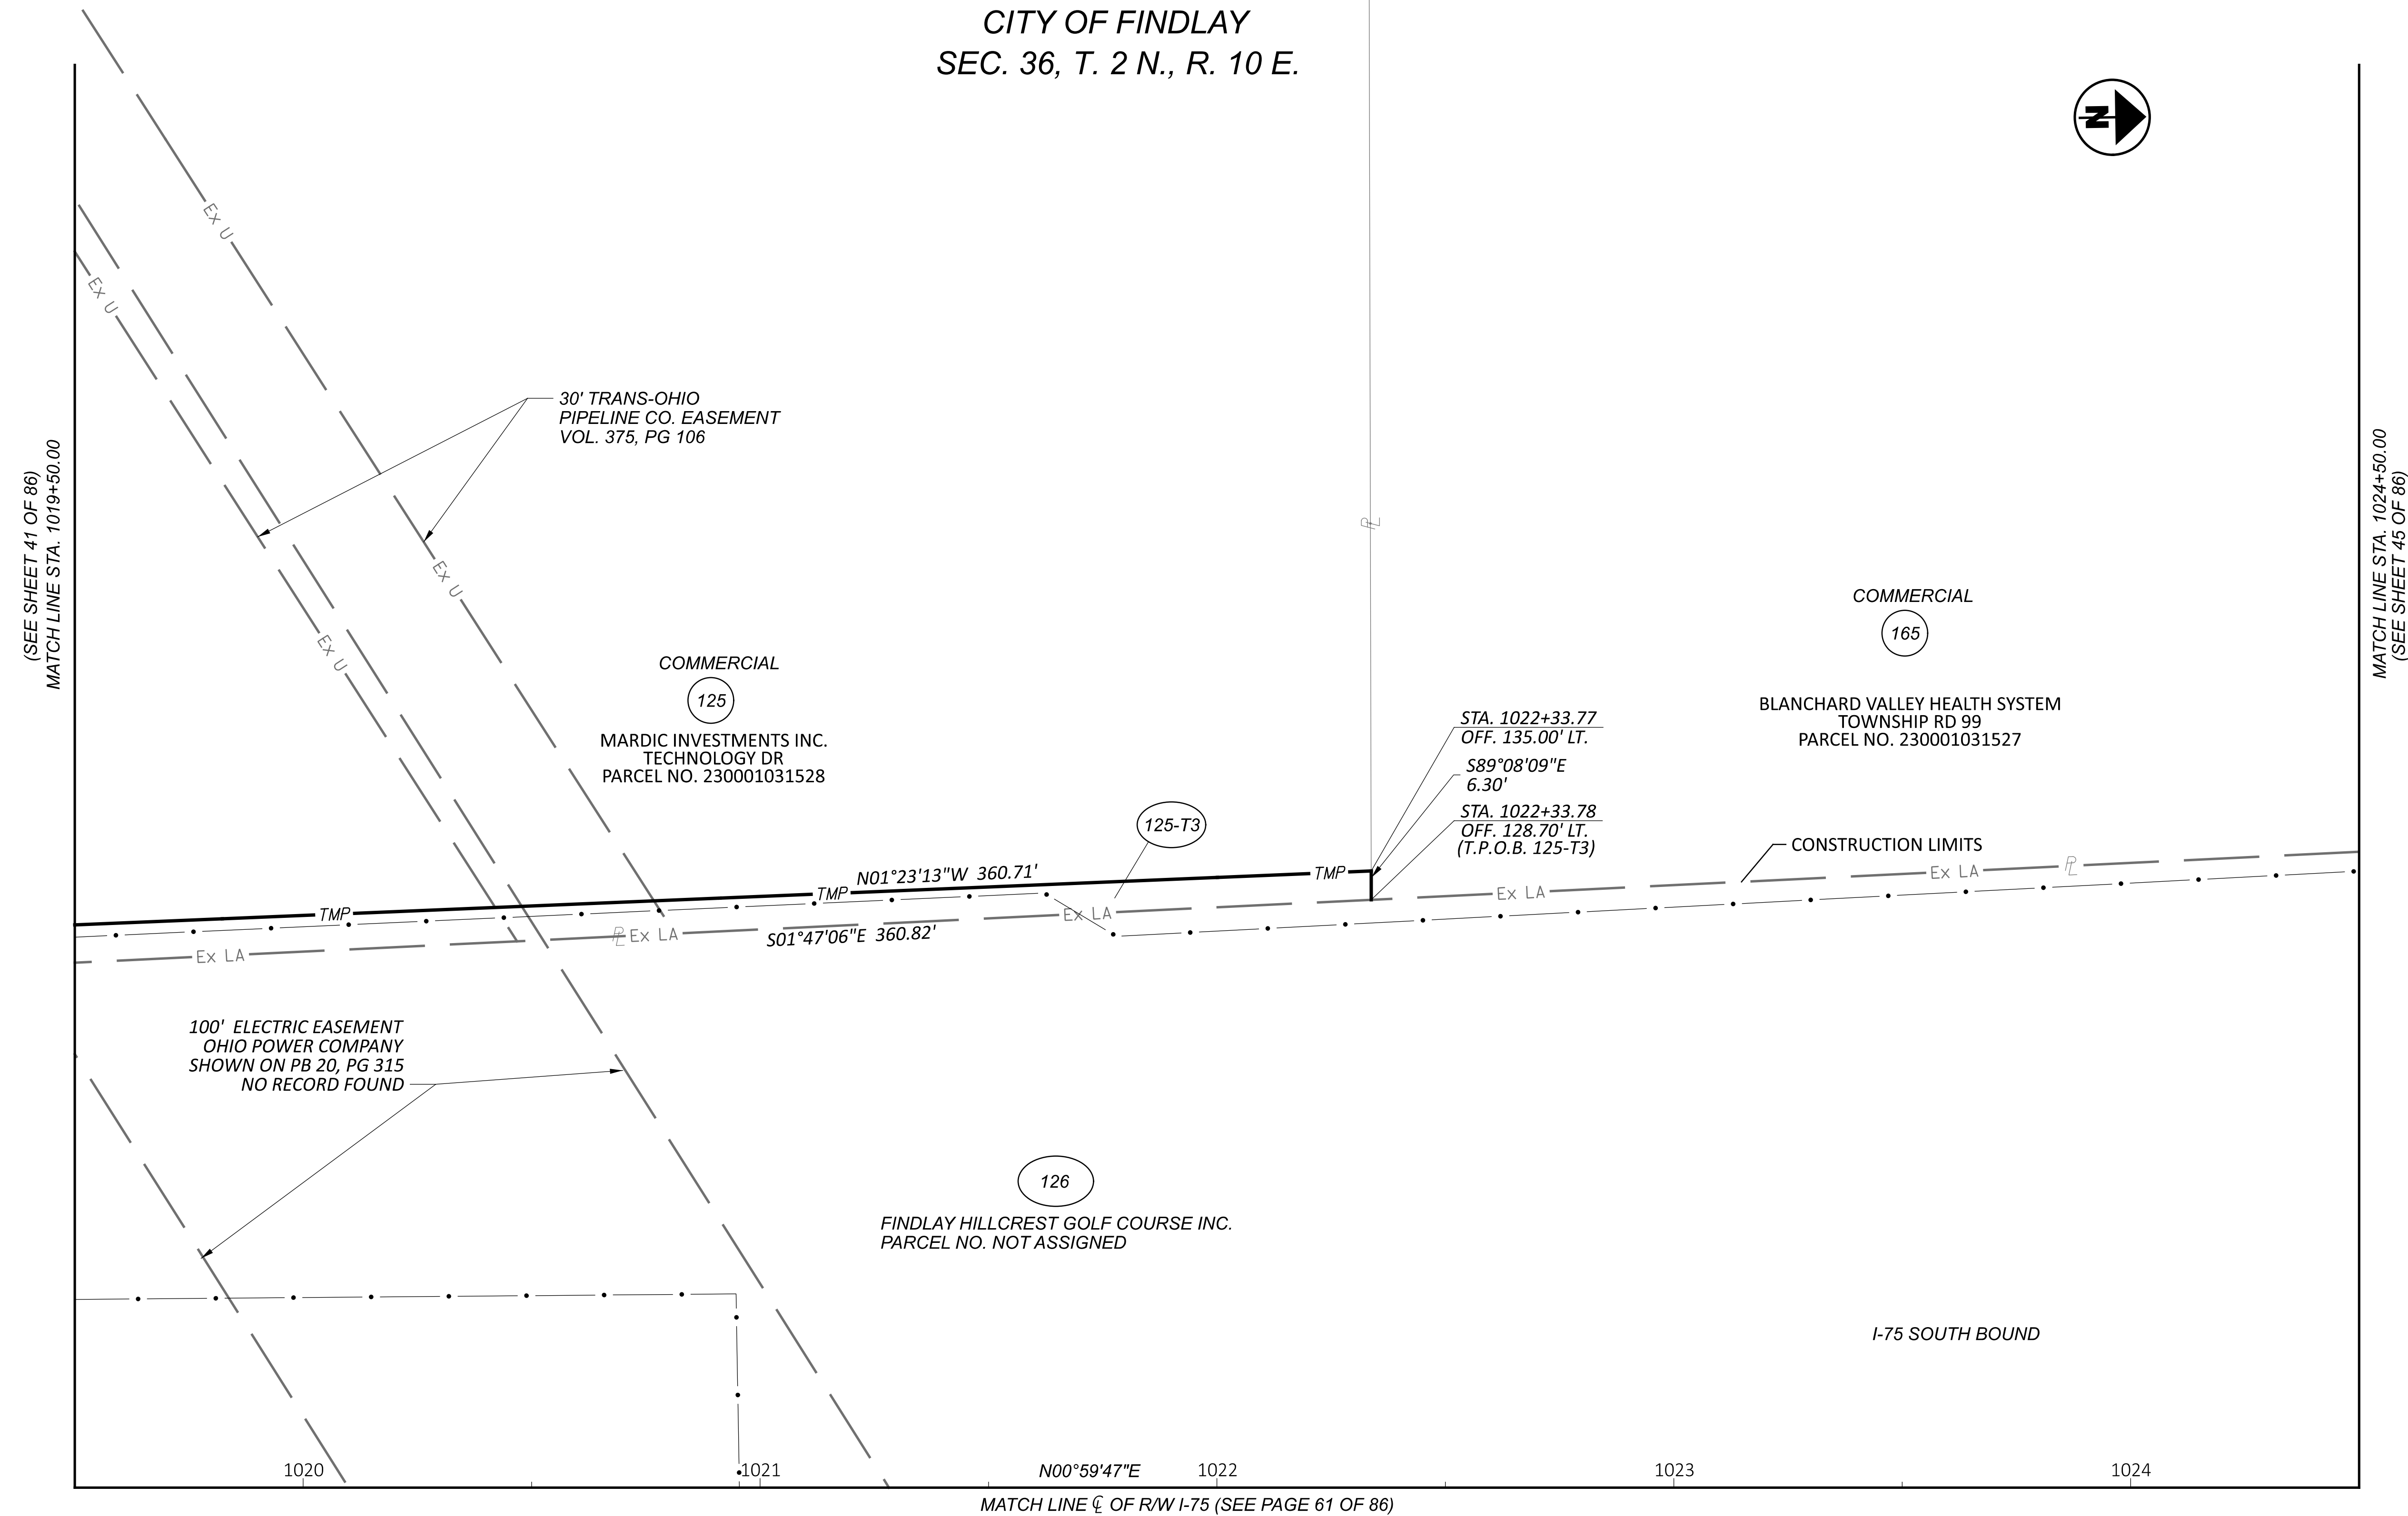 CITY OF FINDLAY
SEC. 36, T. 2 N., R. 10 E.
N
Ex U
Ex U
30' TRANS-OHIO
PIPELINE CO. EASEMENT
VOL. 375, PG 106
(SEE SHEET 41 OF 86)
MATCH LINE STA. 1019+50.00
MATCH LINE STA. 1024+50.00
(SEE SHEET 45 OF 86)
PL
Ex U
Ex U
COMMERCIAL
125
MARDIC INVESTMENTS INC.
TECHNOLOGY DR
PARCEL NO. 230001031528
COMMERCIAL
165
BLANCHARD VALLEY HEALTH SYSTEM
TOWNSHIP RD 99
PARCEL NO. 230001031527
STA. 1022+33.77
OFF. 135.00' LT.
S89°08'09"E
6.30'
STA. 1022+33.78
OFF. 128.70' LT.
(T.P.O.B. 125-T3)
125-T3
CONSTRUCTION LIMITS
N01°23'13"W 360.71'
TMP
TMP
TMP
Ex LA
PL
Ex LA
Ex LA
PL
Ex LA
Ex LA
S01°47'06"E 360.82'
100' ELECTRIC EASEMENT
OHIO POWER COMPANY
SHOWN ON PB 20, PG 315
NO RECORD FOUND
126
FINDLAY HILLCREST GOLF COURSE INC.
PARCEL NO. NOT ASSIGNED
I-75 SOUTH BOUND
1020
1021
N00°59'47"E
1022
1023
1024
MATCH LINE ℄ OF R/W I-75 (SEE PAGE 61 OF 86)